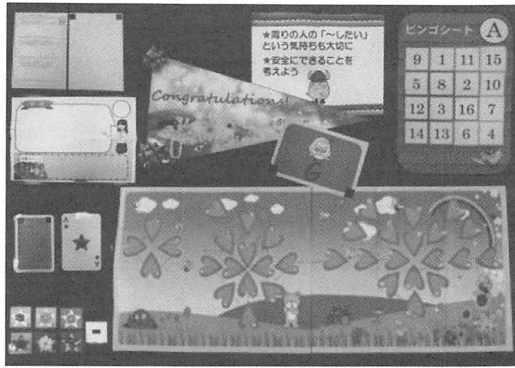 ★周りの人の「～したい」
という気持ちも大切に
★安全にできることを
考えよう
Congratulations!
G
ビンゴシート A
9 1 11 15
5 8 2 10
12 3 16 7
14 13 6 4
A